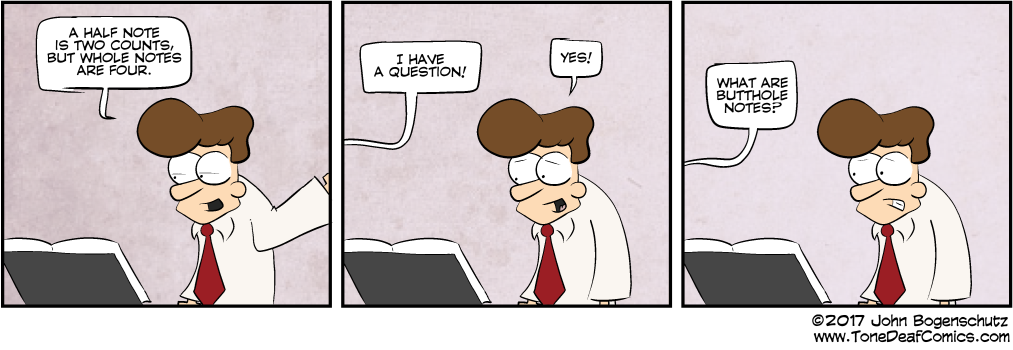 A HALF NOTE
IS TWO COUNTS,
BUT WHOLE NOTES
ARE FOUR.
I HAVE
A QUESTION!
YES!
WHAT ARE
BUTTHOLE
NOTES?
©2017 John Bogenschutz
www.ToneDeafComics.com